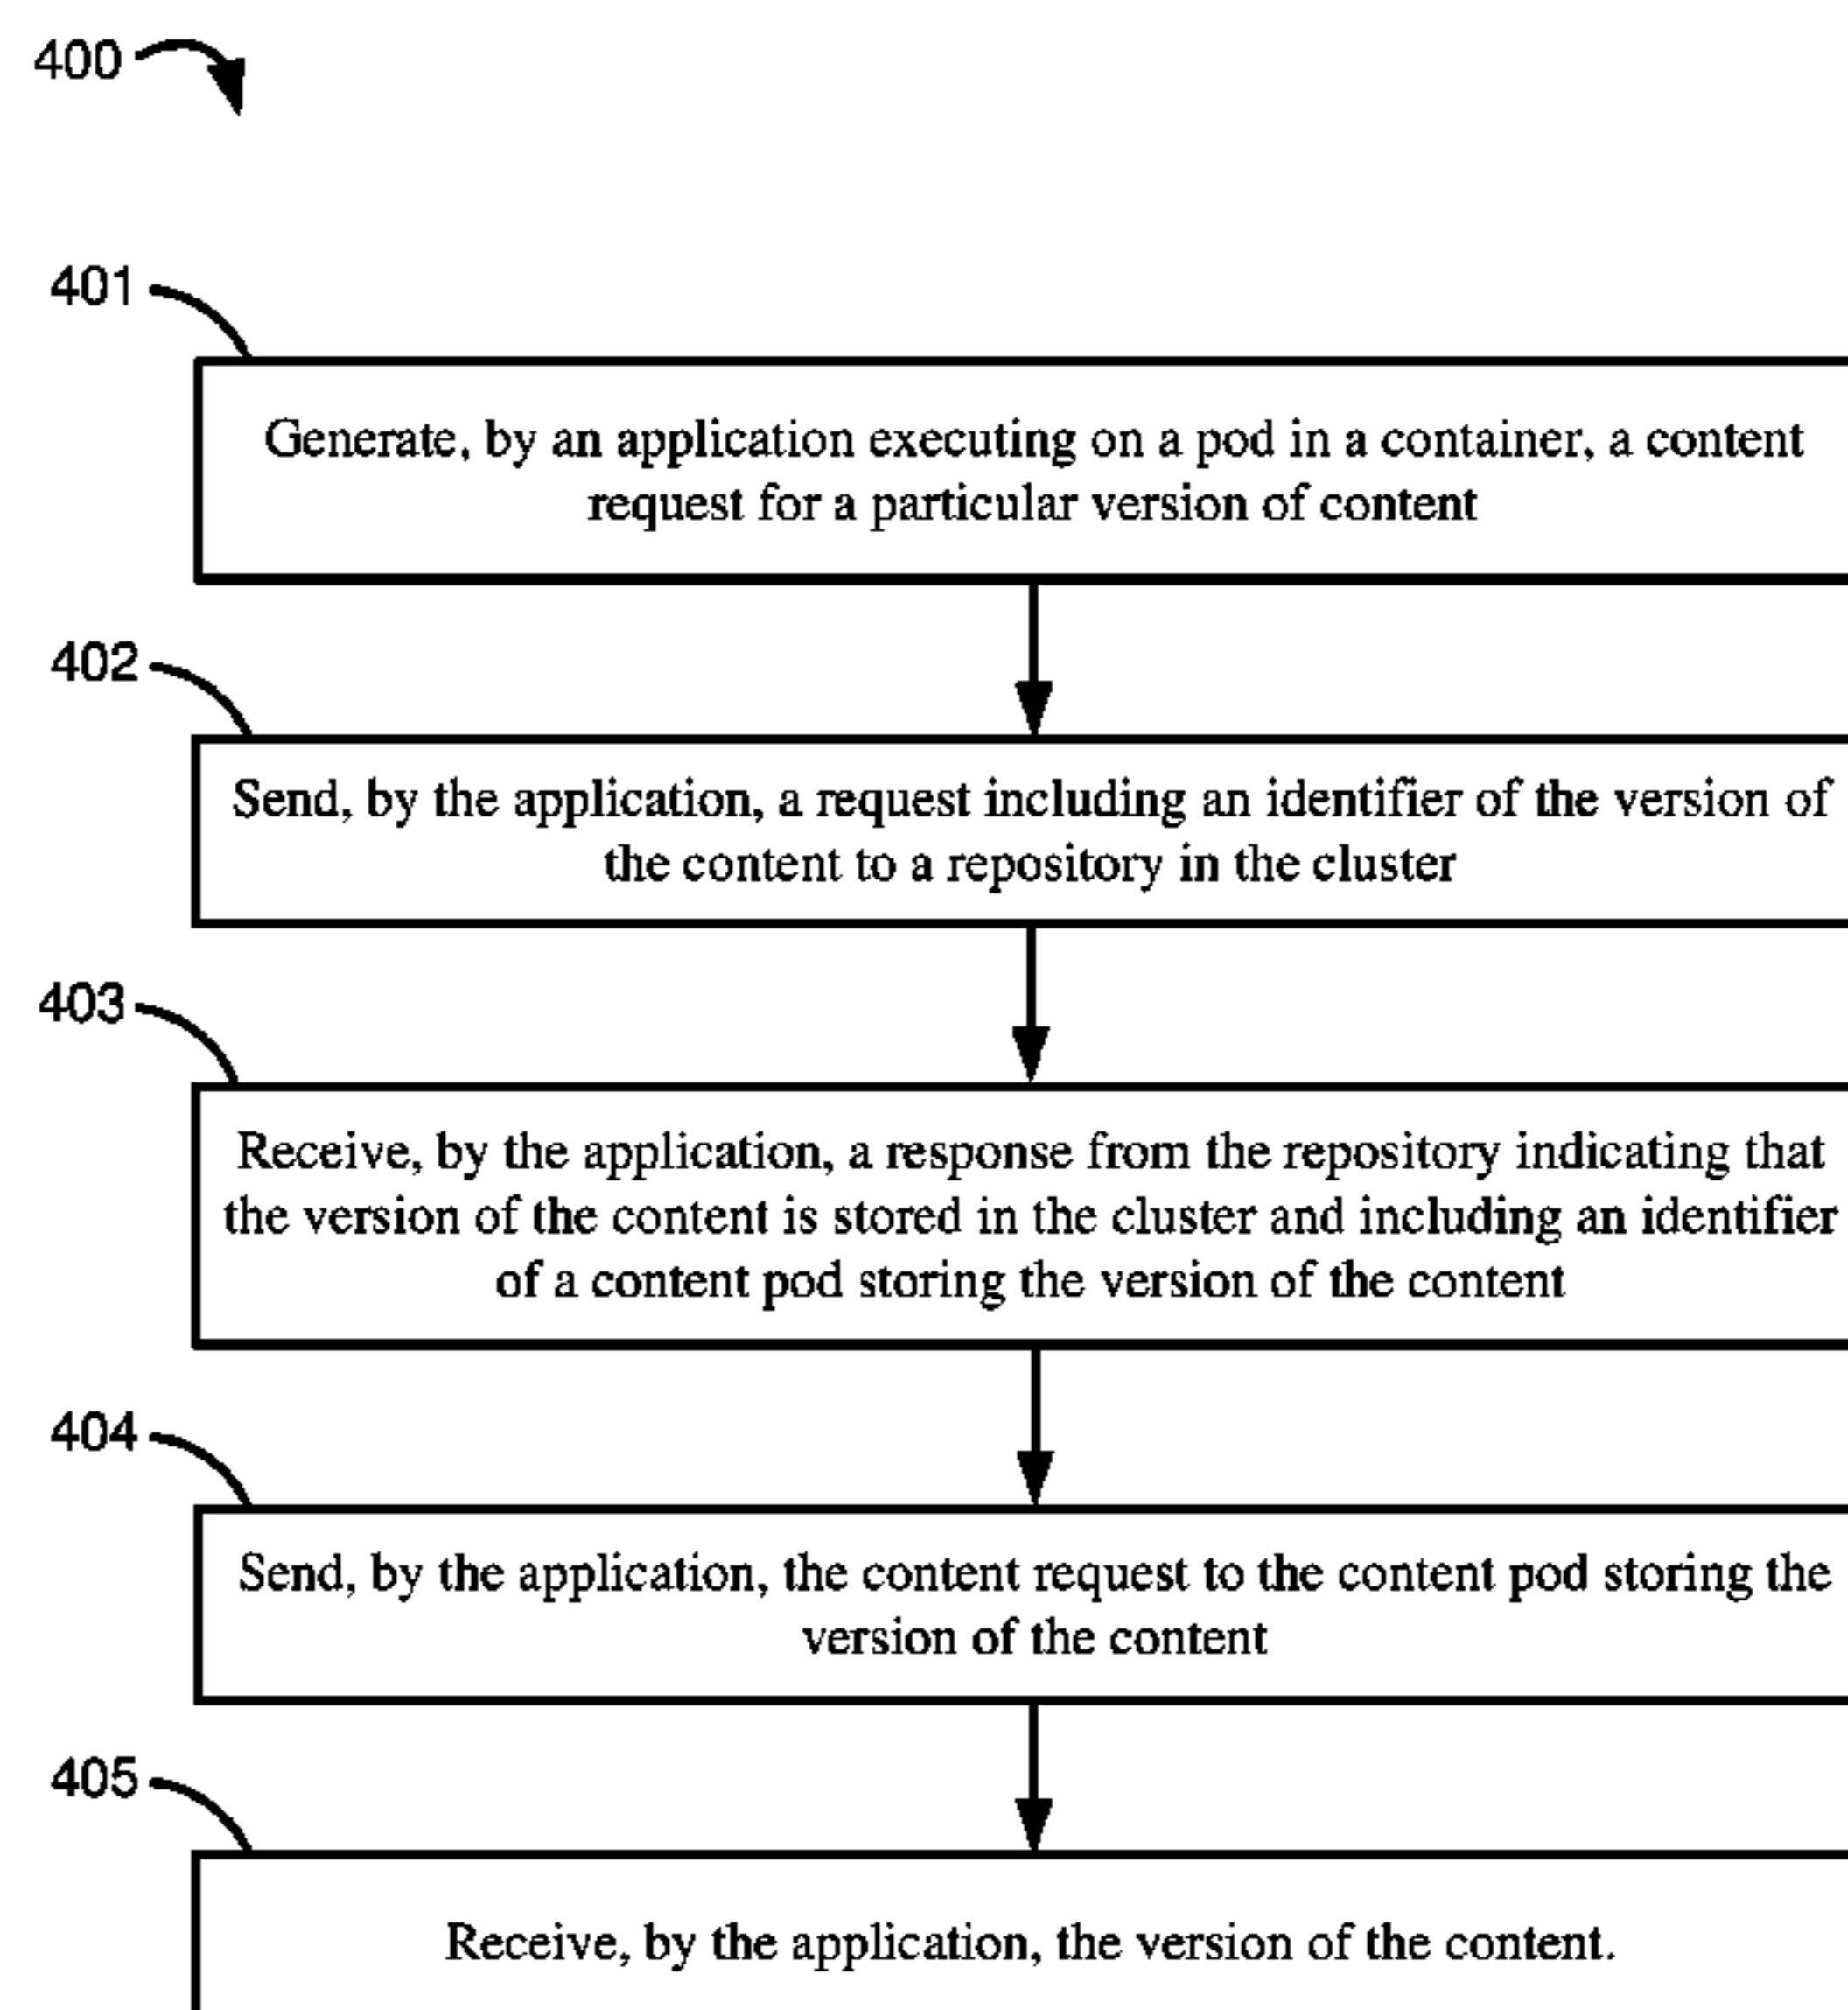 400
401
Generate, by an application executing on a pod in a container, a content
request for a particular version of content
402
Send, by the application, a request including an identifier of the version of
the content to a repository in the cluster
403
Receive, by the application, a response from the repository indicating that
the version of the content is stored in the cluster and including an identifier
of a content pod storing the version of the content
404
Send, by the application, the content request to the content pod storing the
version of the content
405
Receive, by the application, the version of the content.